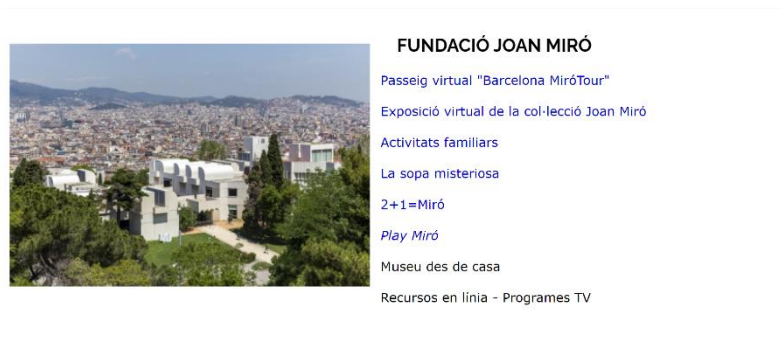 FUNDACIÓ JOAN MIRÓ
Passeig virtual "Barcelona MiróTour"
Exposició virtual de la col·lecció Joan Miró
Activitats familiars
La sopa misteriosa
2+1=Miró
Play Miró
Museu des de casa
Recursos en línia - Programes TV